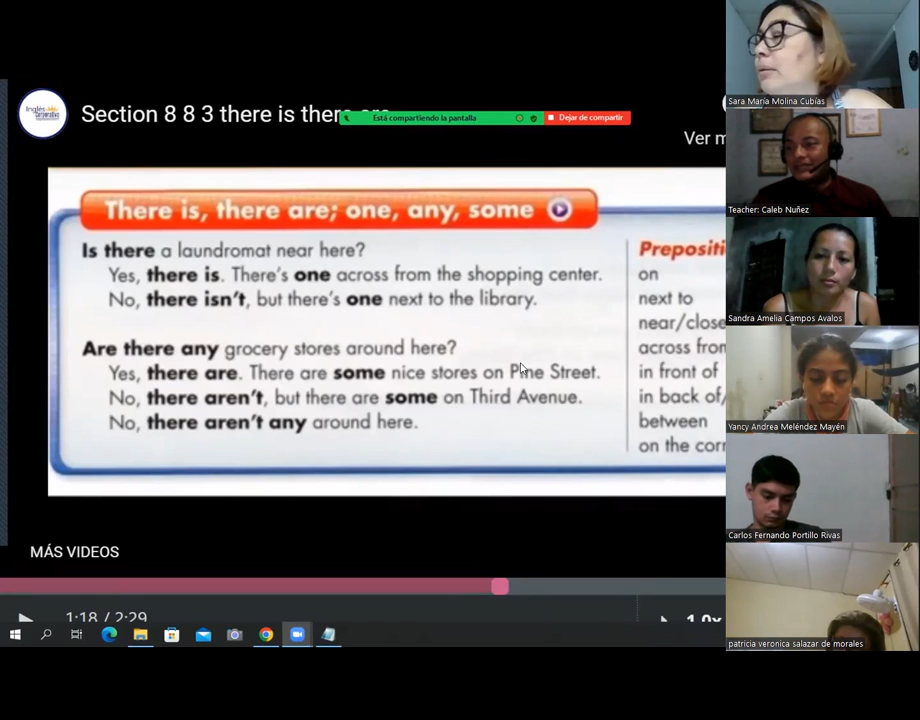 Inglés
Corporativo
Section 8 8 3 there is there are
Está compartiendo la pantalla
Dejar de compartir
Ver m
There is, there are; one, any, some
Is there a laundromat near here?
Yes, there is. There's one across from the shopping center.
No, there isn't, but there's one next to the library.
Are there any grocery stores around here?
Yes, there are. There are some nice stores on Pine Street.
No, there aren't, but there are some on Third Avenue.
No, there aren't any around here.
Prepositi
on
next to
near/close
across from
in front of
in back of/
between
on the corr
MÁS VIDEOS
1:18 / 2:29
1.0x
Sara María Molina Cubías
Teacher: Caleb Nuñez
Sandra Amelia Campos Avalos
Yancy Andrea Meléndez Mayén
Carlos Fernando Portillo Rivas
patricia veronica salazar de morales